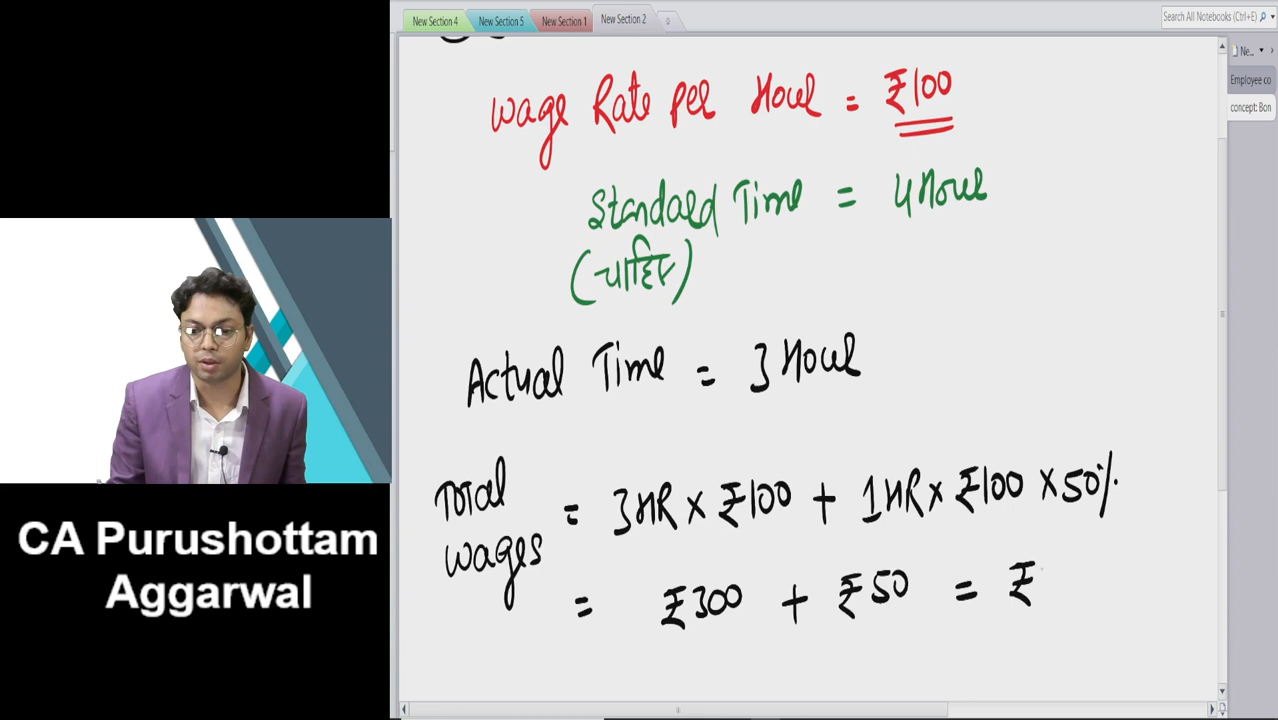 New Section 4 New Section 5 New Section 1 New Section 2
Search All Notebooks (Ctrl+E)
Ne...
Employee co
concept: Bon
Wage Rate Per Hour = ₹100
Standard Time = 4 Hour
(चाहिए)
Actual Time = 3 Hour
Total wages = 3HR × ₹100 + 1HR × ₹100 × 50%
= ₹300 + ₹50 = ₹
CA Purushottam
Aggarwal